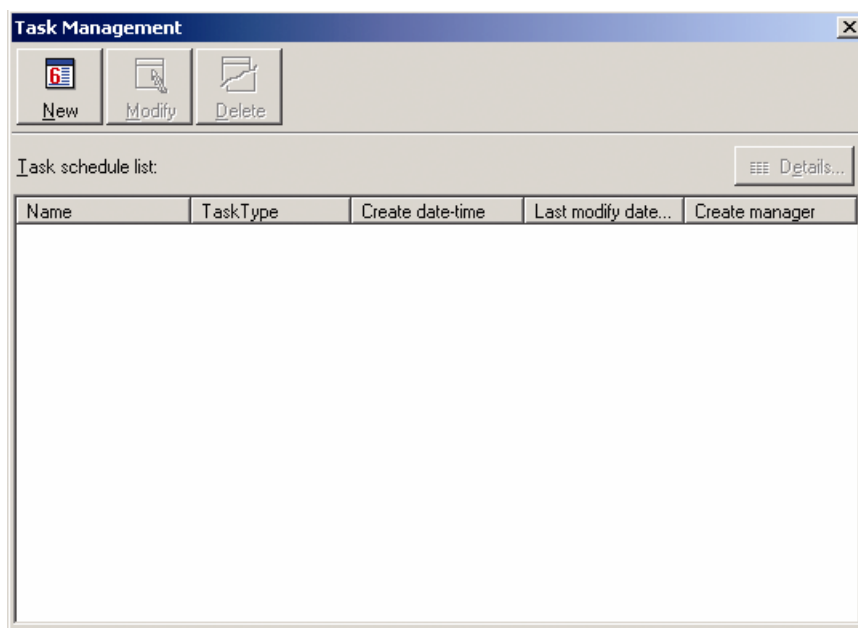 Task Management
6
New Modify Delete
Task schedule list: Details...
Name TaskType Create date-time Last modify date... Create manager